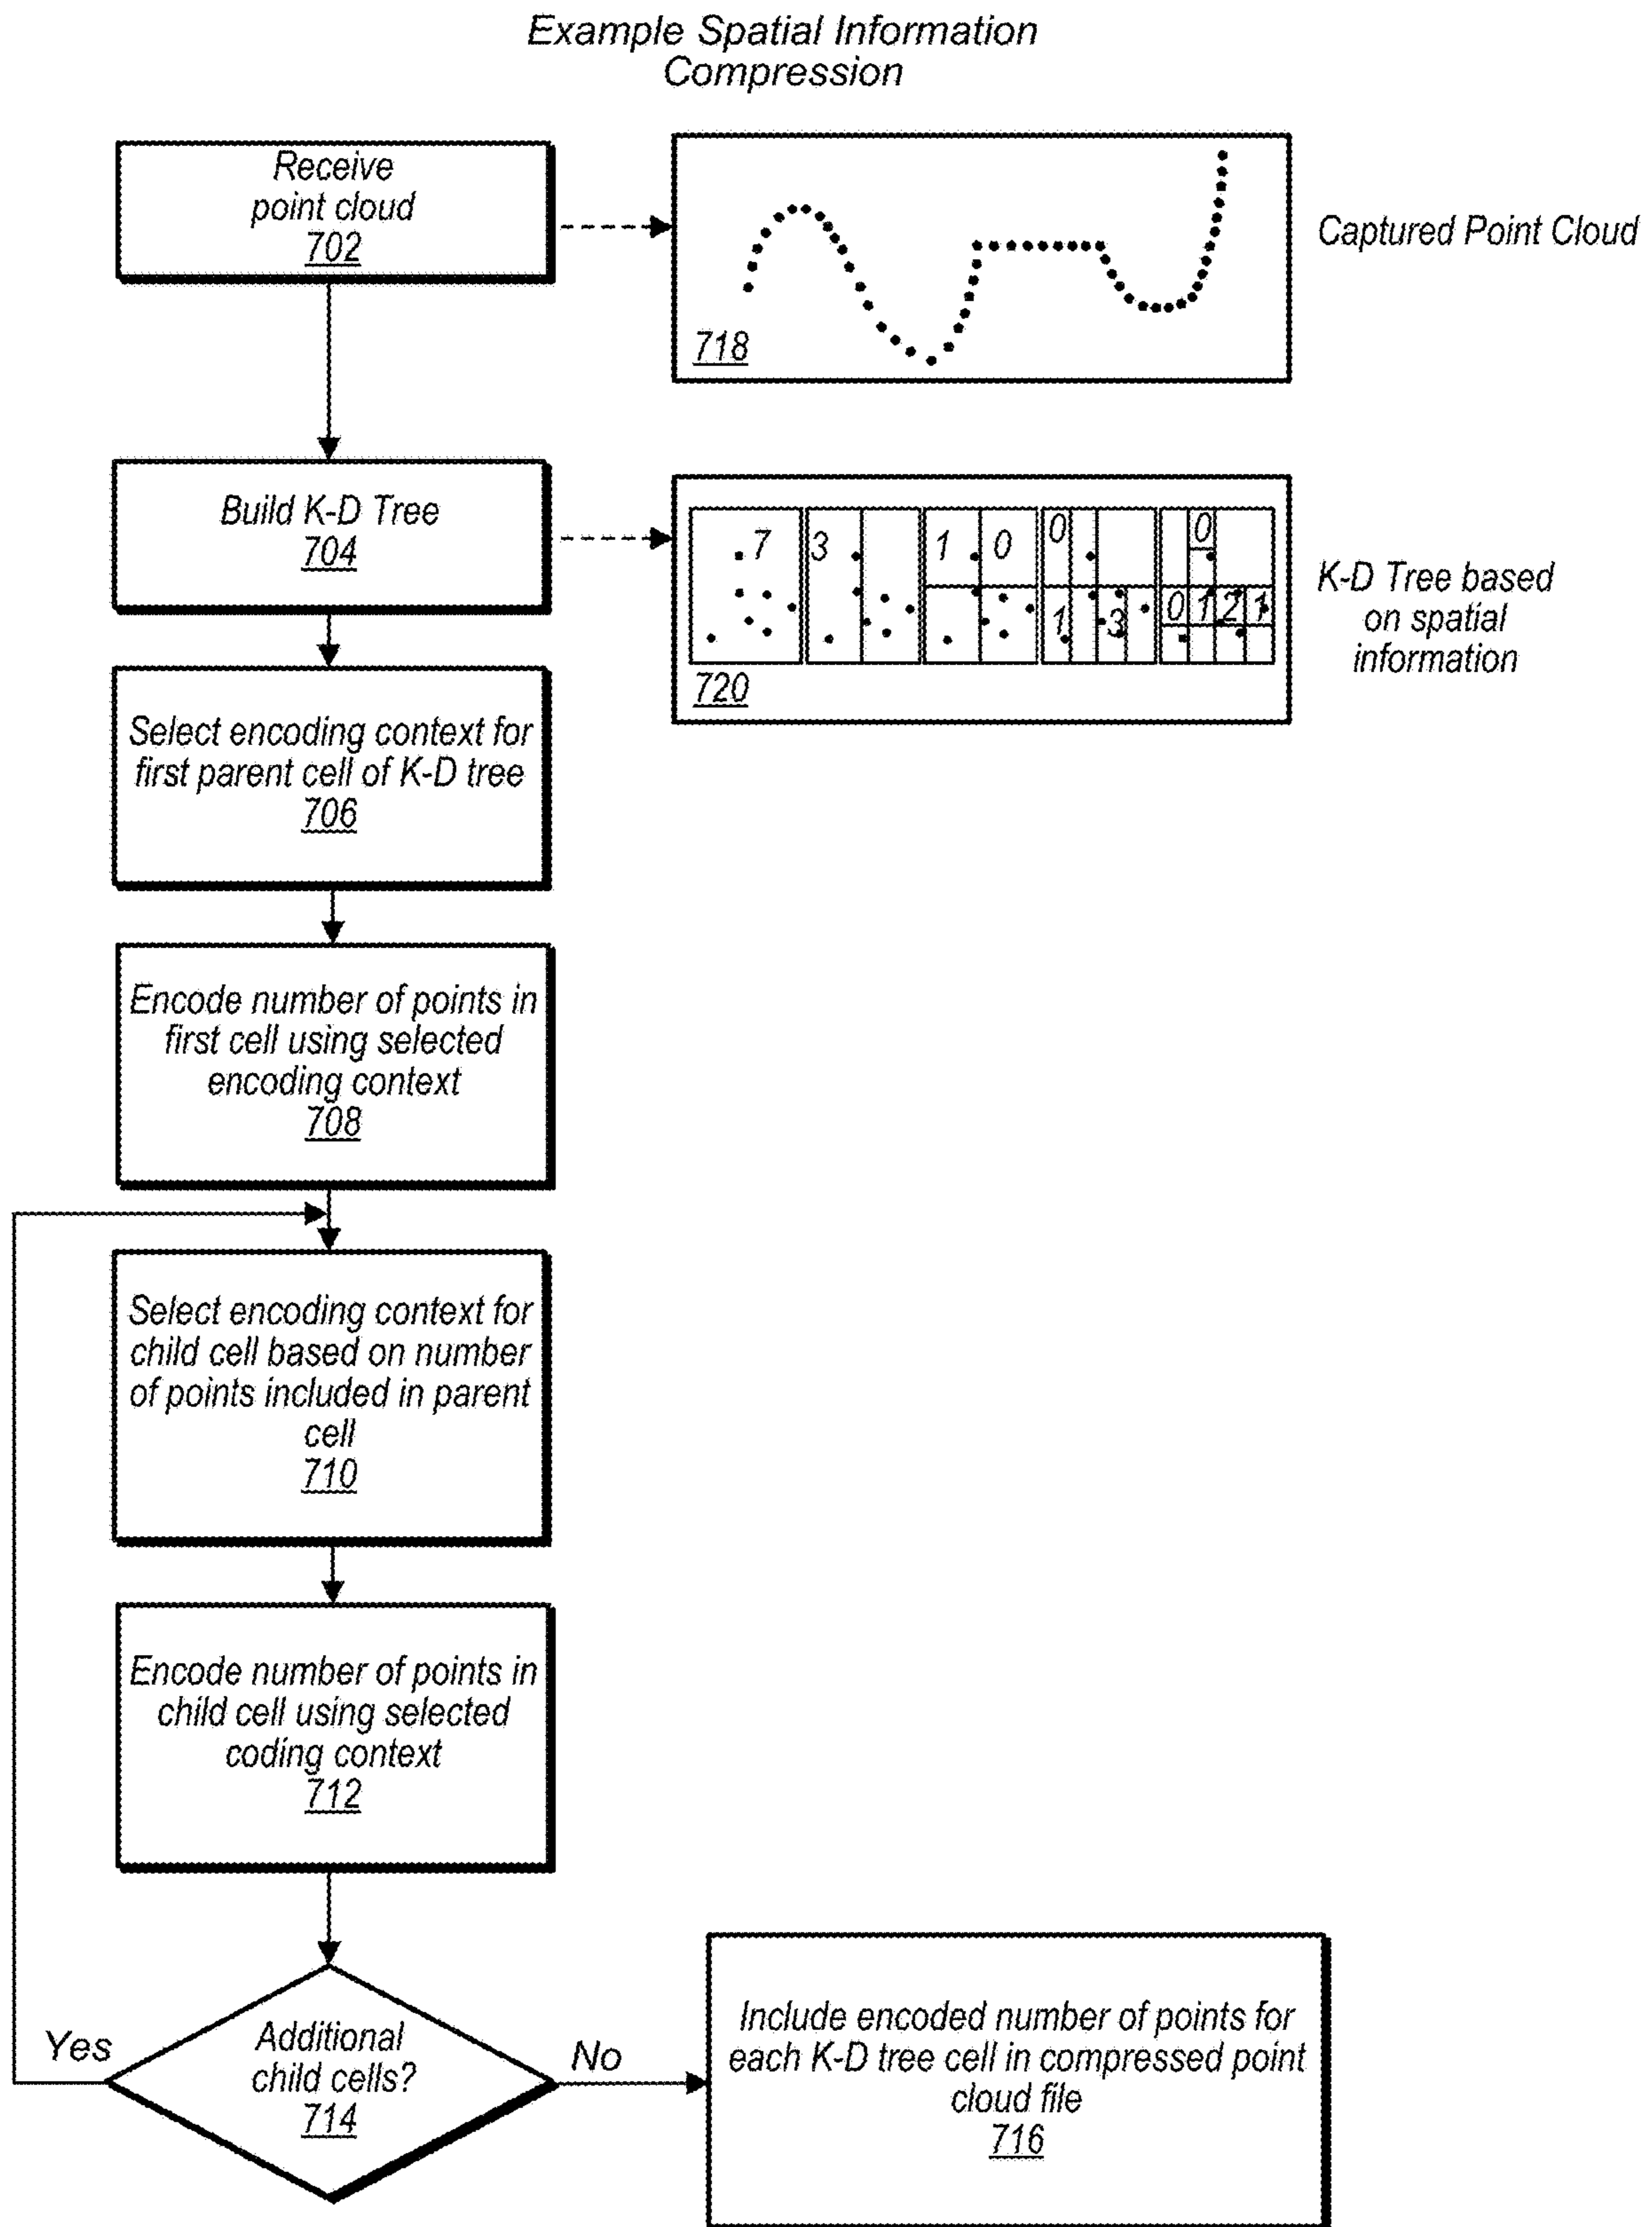 Example Spatial Information
Compression
Receive
point cloud
702
718
Captured Point Cloud
Build K-D Tree
704
7 3 1 0 0 0
1 3 0 1 2 1
720
K-D Tree based
on spatial
information
Select encoding context for
first parent cell of K-D tree
706
Encode number of points in
first cell using selected
encoding context
708
Select encoding context for
child cell based on number
of points included in parent
cell
710
Encode number of points in
child cell using selected
coding context
712
Additional
child cells?
714
Yes
No
Include encoded number of points for
each K-D tree cell in compressed point
cloud file
716